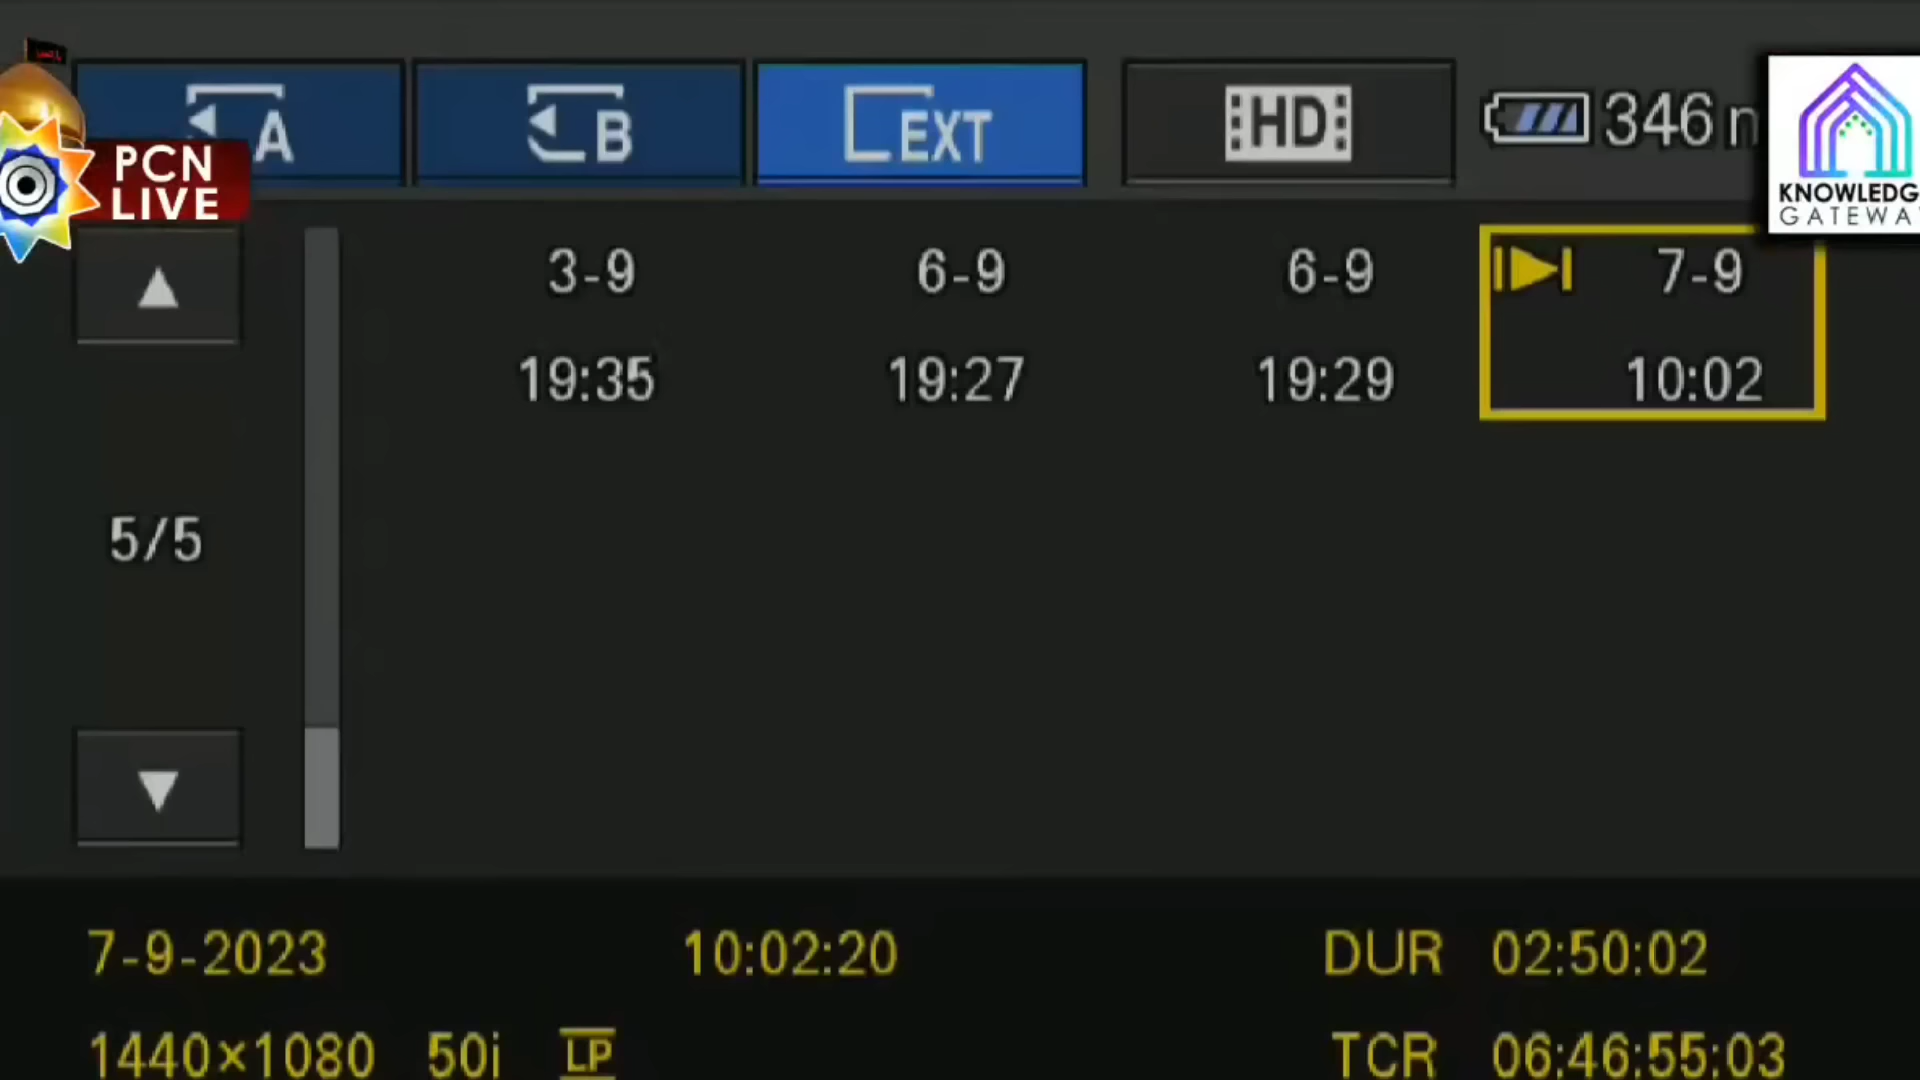 A
B
EXT
HD
346
PCN
LIVE
KNOWLEDG
GATEWA
3-9
6-9
6-9
7-9
19:35
19:27
19:29
10:02
5/5
7-9-2023
10:02:20
DUR 02:50:02
1440×1080 50i LP
TCR 06:46:55:03